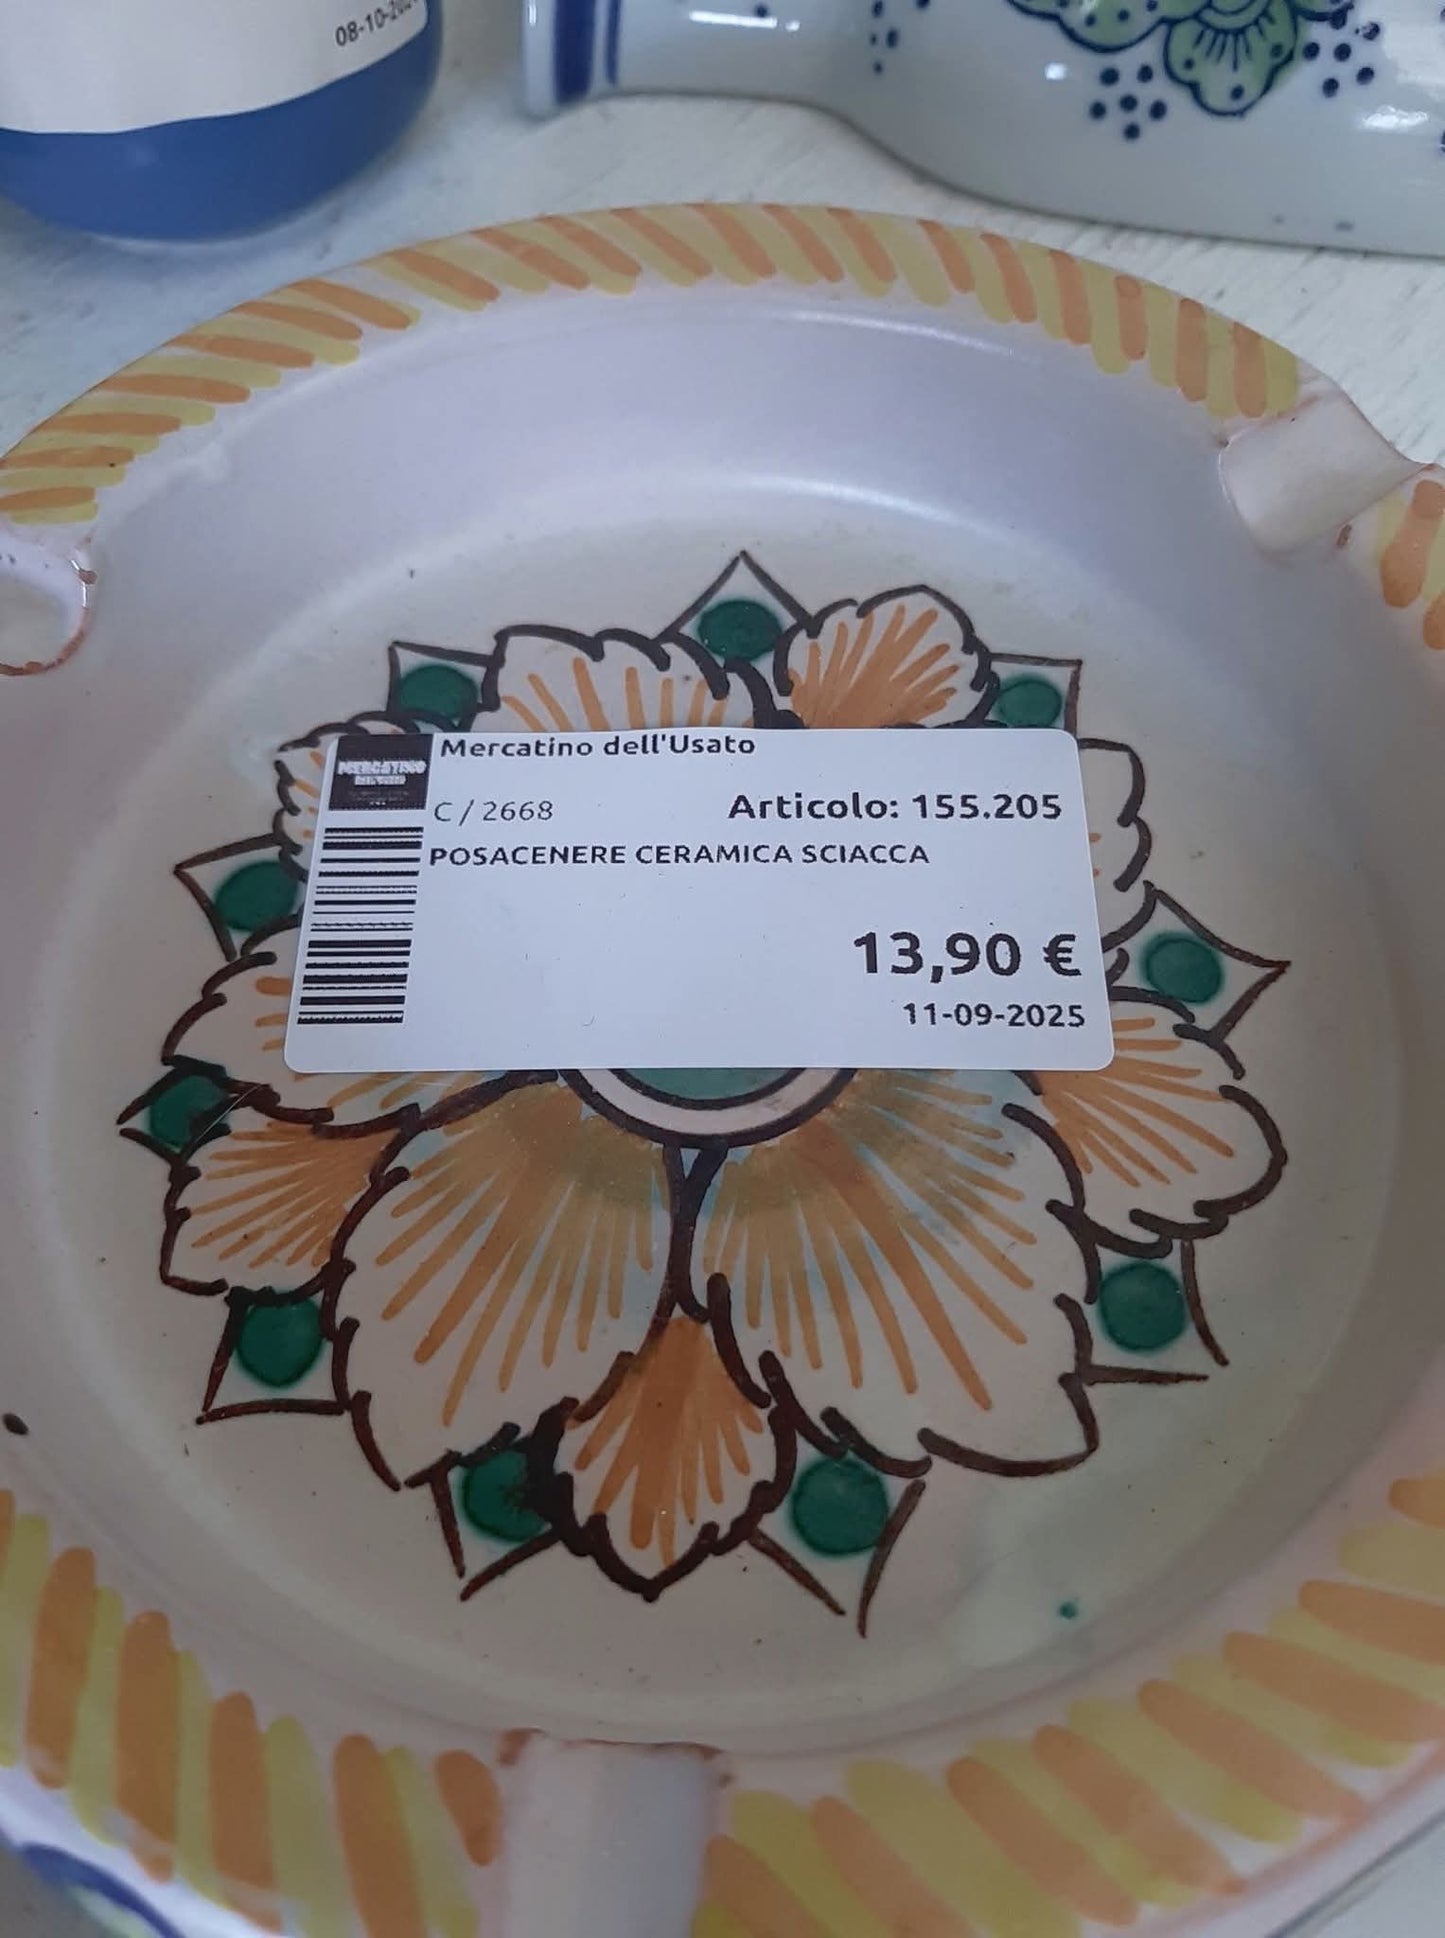 08-10-202
Mercatino dell'Usato
C / 2668 Articolo: 155.205
POSACENERE CERAMICA SCIACCA
13,90 €
11-09-2025